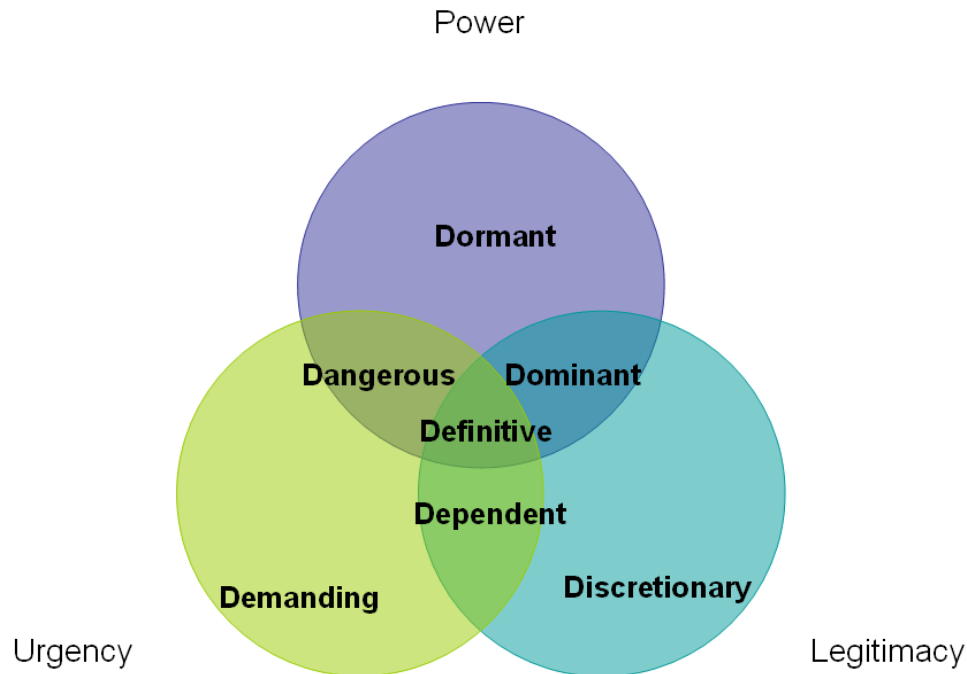 Power
Dormant
Dangerous
Dominant
Definitive
Dependent
Discretionary
Demanding
Urgency
Legitimacy